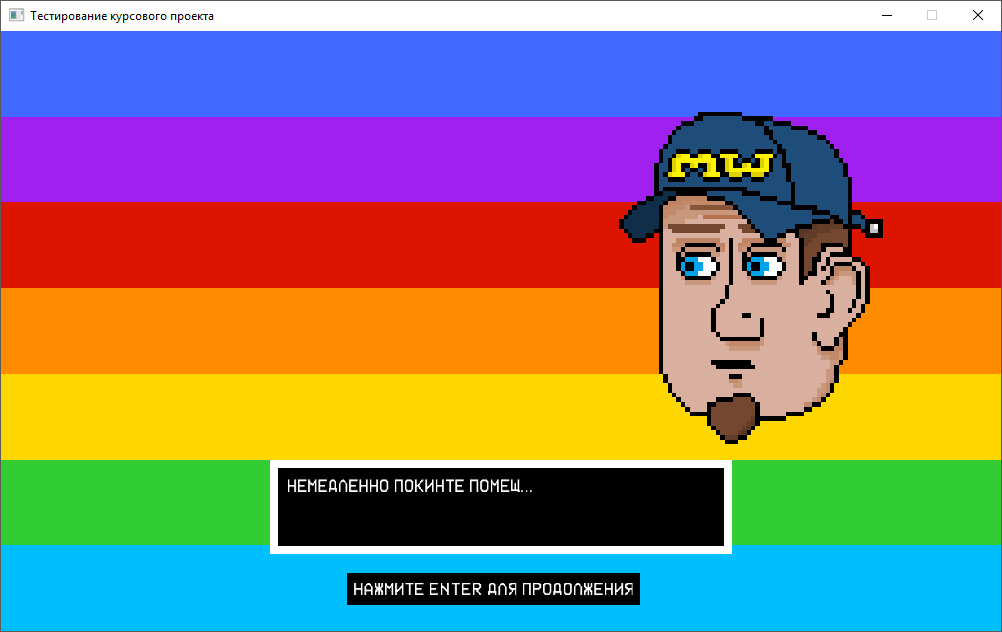 Тестирование курсового проекта
MW
НЕМЕДЛЕННО ПОКИНТЕ ПОМЕЩ...
НАЖМИТЕ ENTER ДЛЯ ПРОДОЛЖЕНИЯ